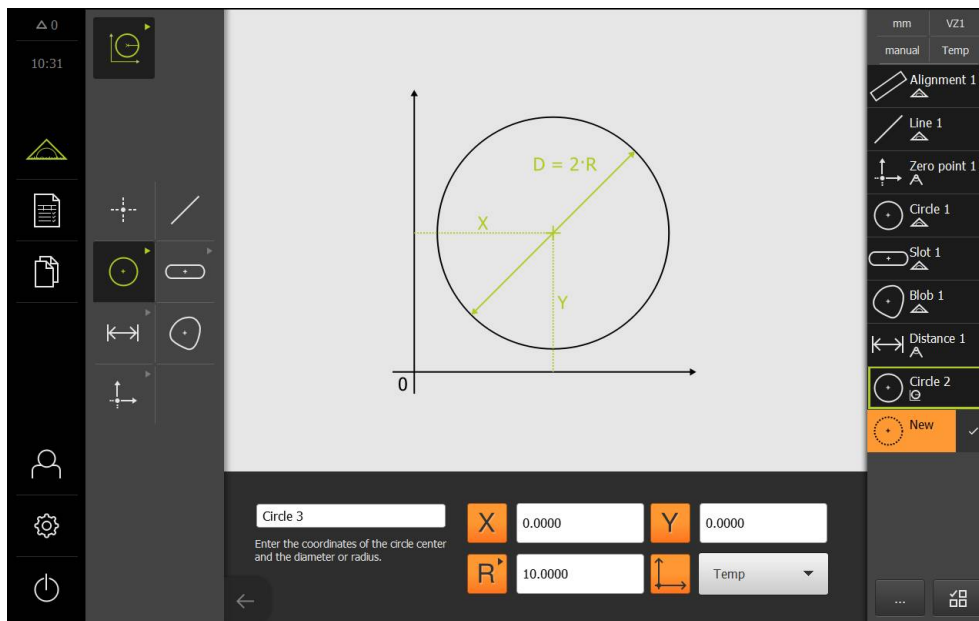 0
10:31
mm
VZ1
manual
Temp
Alignment 1
Line 1
Zero point 1
Circle 1
Slot 1
Blob 1
Distance 1
Circle 2
New
D = 2·R
X
Y
0
Circle 3
Enter the coordinates of the circle center
and the diameter or radius.
X
0.0000
Y
0.0000
R
10.0000
Temp
...